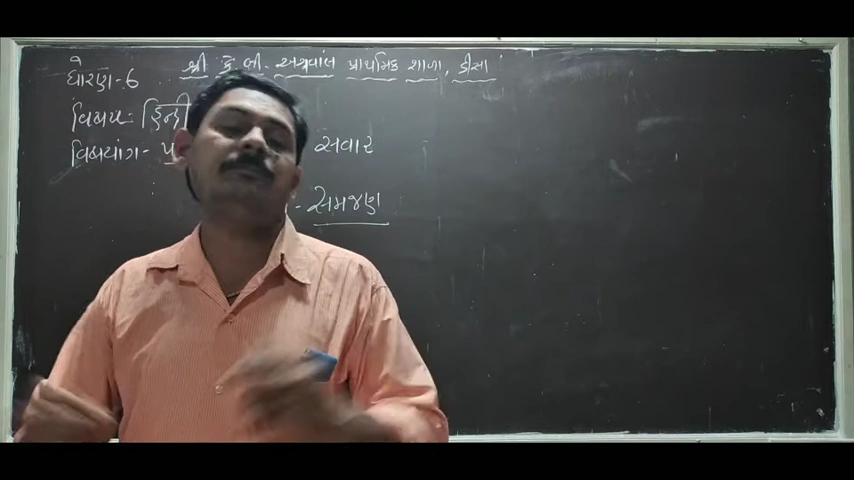 શ્રી કે. બી. અગ્રવાલ પ્રાથમિક શાળા, ડીસા
ધોરણ-6
વિષય:- હિન્દી
વિષયાંગ- સવાર
- સમજણ